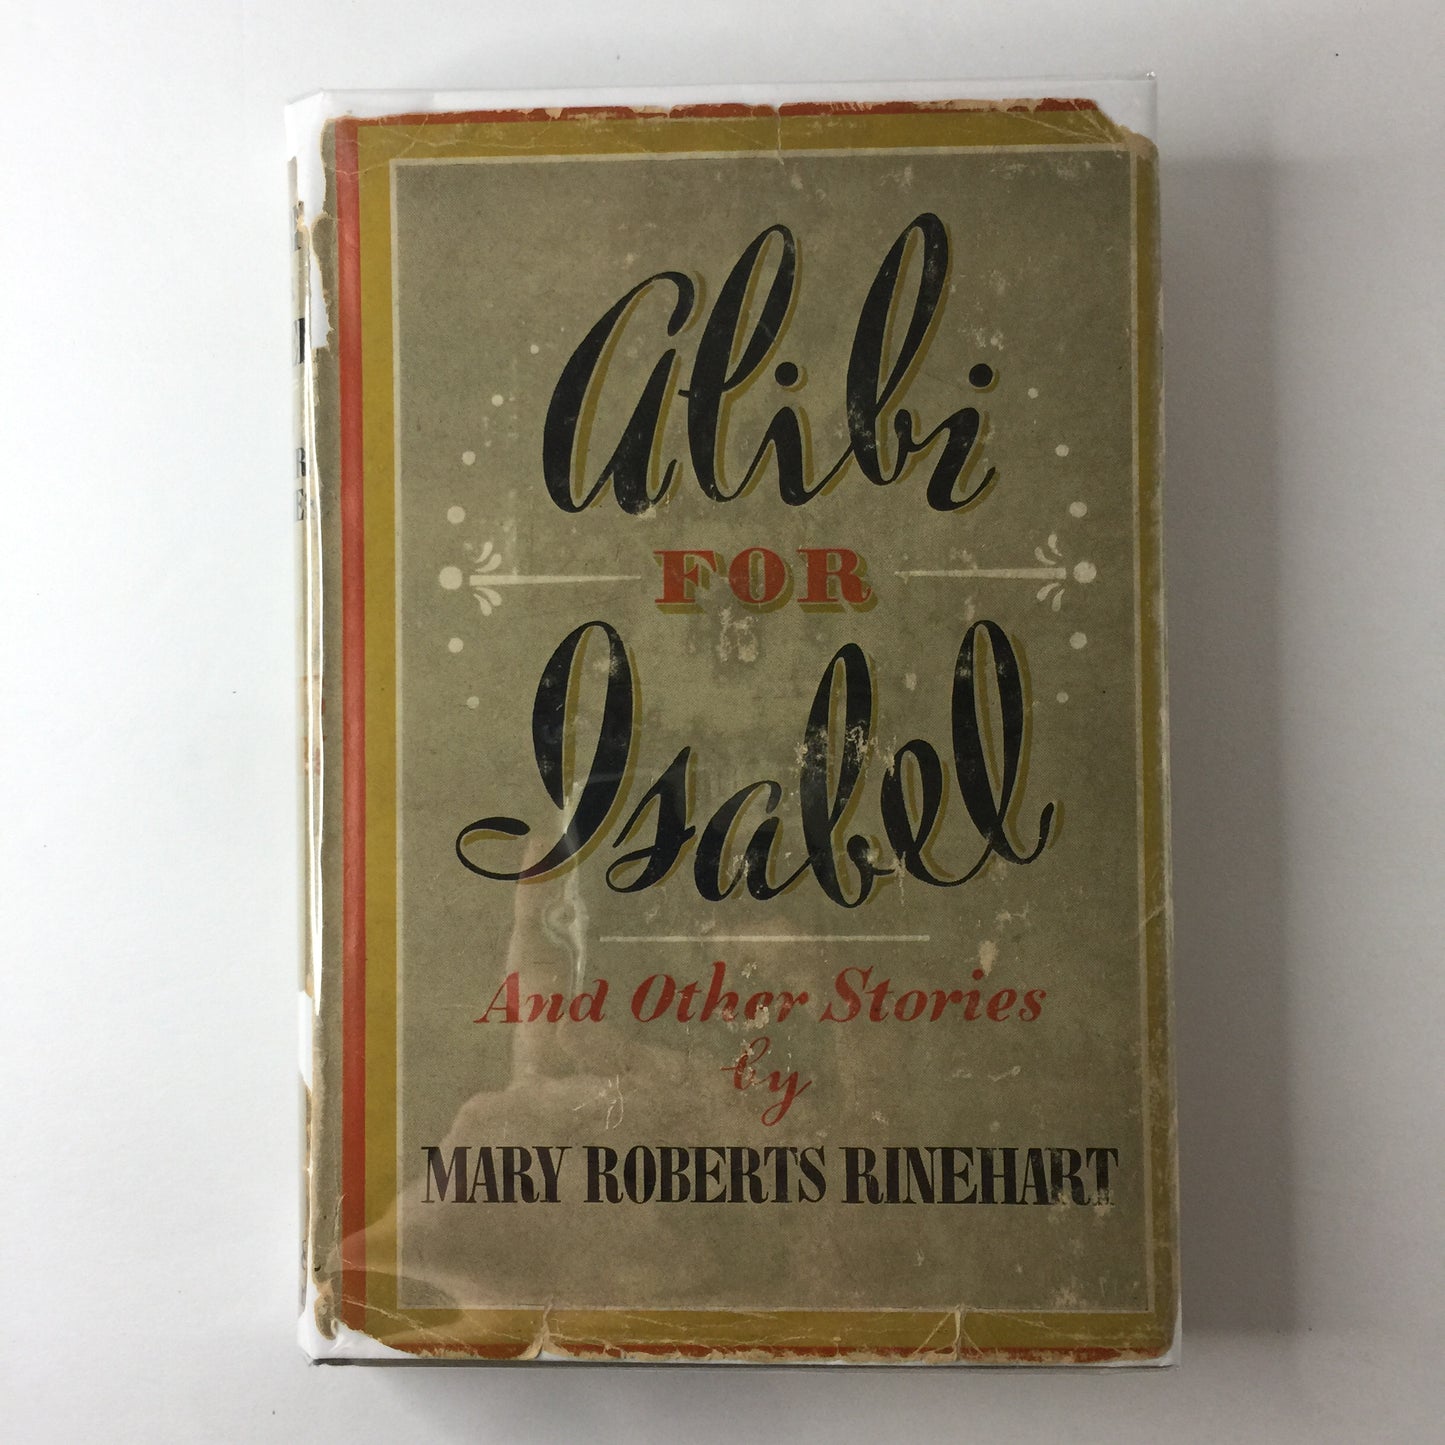 Alibi
FOR
Isabel
And Other Stories
by
MARY ROBERTS RINEHART